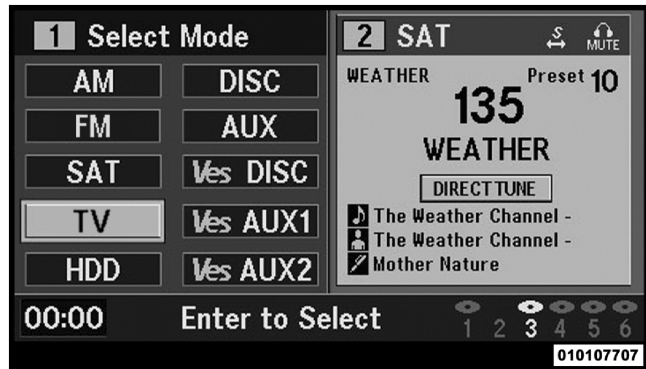 1 Select Mode
AM DISC
FM AUX
SAT Ves DISC
TV Ves AUX1
HDD Ves AUX2
2 SAT S MUTE
WEATHER Preset 10
135
WEATHER
DIRECT TUNE
The Weather Channel -
The Weather Channel -
Mother Nature
00:00 Enter to Select 1 2 3 4 5 6
010107707